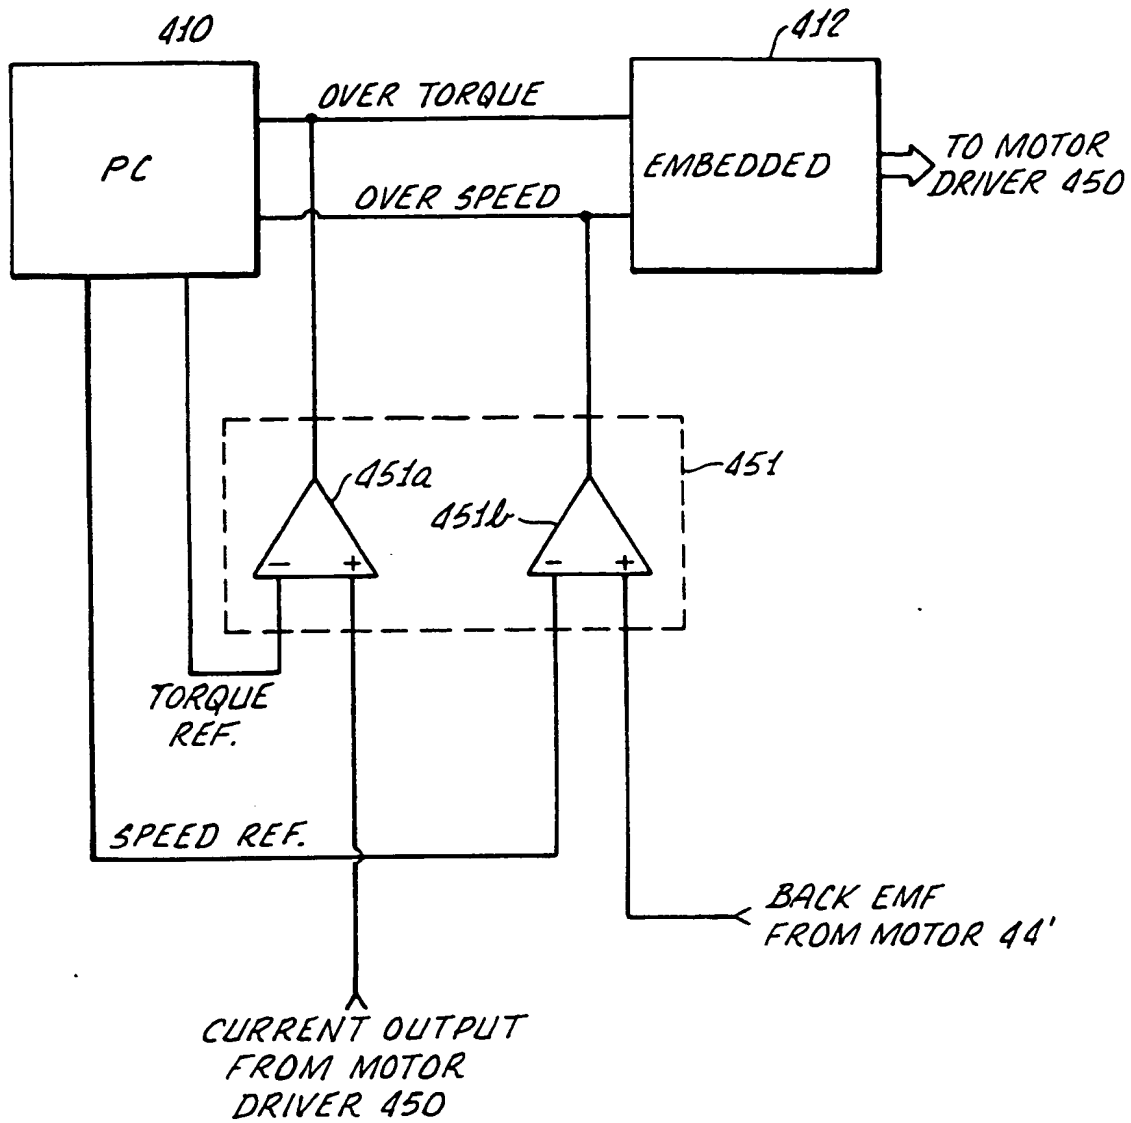 410
412
OVER TORQUE
PC
EMBEDDED
TO MOTOR
DRIVER 450
OVER SPEED
451a
451b
451
- +
- +
TORQUE
REF.
SPEED REF.
BACK EMF
FROM MOTOR 44'
CURRENT OUTPUT
FROM MOTOR
DRIVER 450